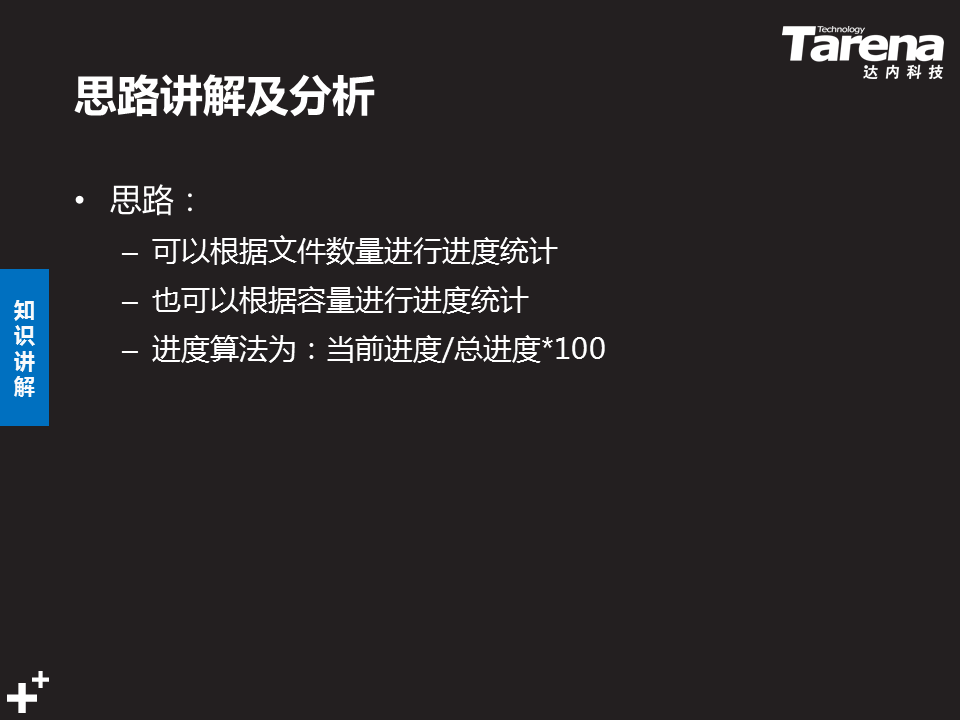 Technology
Tarena
达内科技
思路讲解及分析
• 思路：
– 可以根据文件数量进行进度统计
– 也可以根据容量进行进度统计
– 进度算法为：当前进度/总进度*100
知
识
讲
解